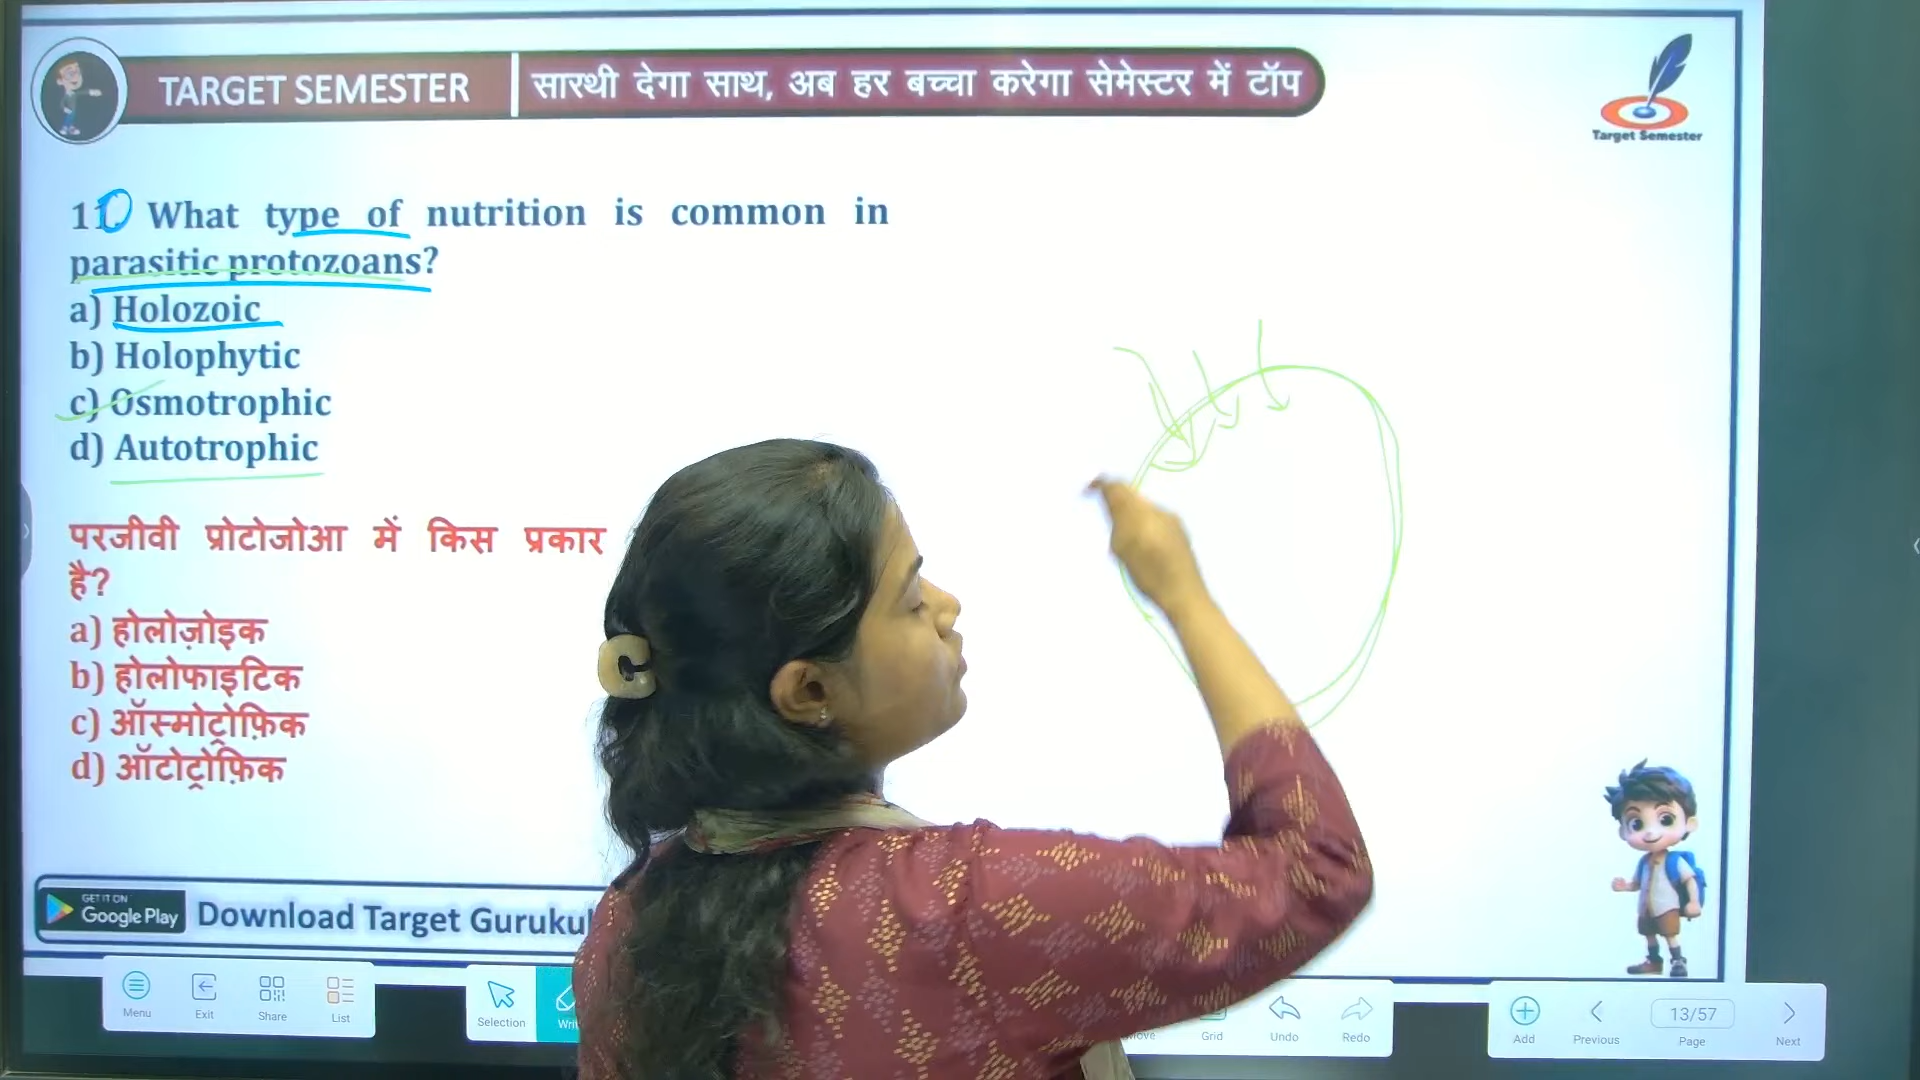 TARGET SEMESTER
सारथी देगा साथ, अब हर बच्चा करेगा सेमेस्टर में टॉप
Target Semester
11. What type of nutrition is common in
parasitic protozoans?
a) Holozoic
b) Holophytic
c) Osmotrophic
d) Autotrophic
परजीवी प्रोटोजोआ में किस प्रकार
है?
a) होलोज़ोइक
b) होलोफाइटिक
c) ऑस्मोट्रोफ़िक
d) ऑटोट्रोफ़िक
GET IT ON
Google Play
Download Target Gurukul
Menu
Exit
Share
List
Selection
Grid
Undo
Redo
Add
Previous
13/57
Page
Next